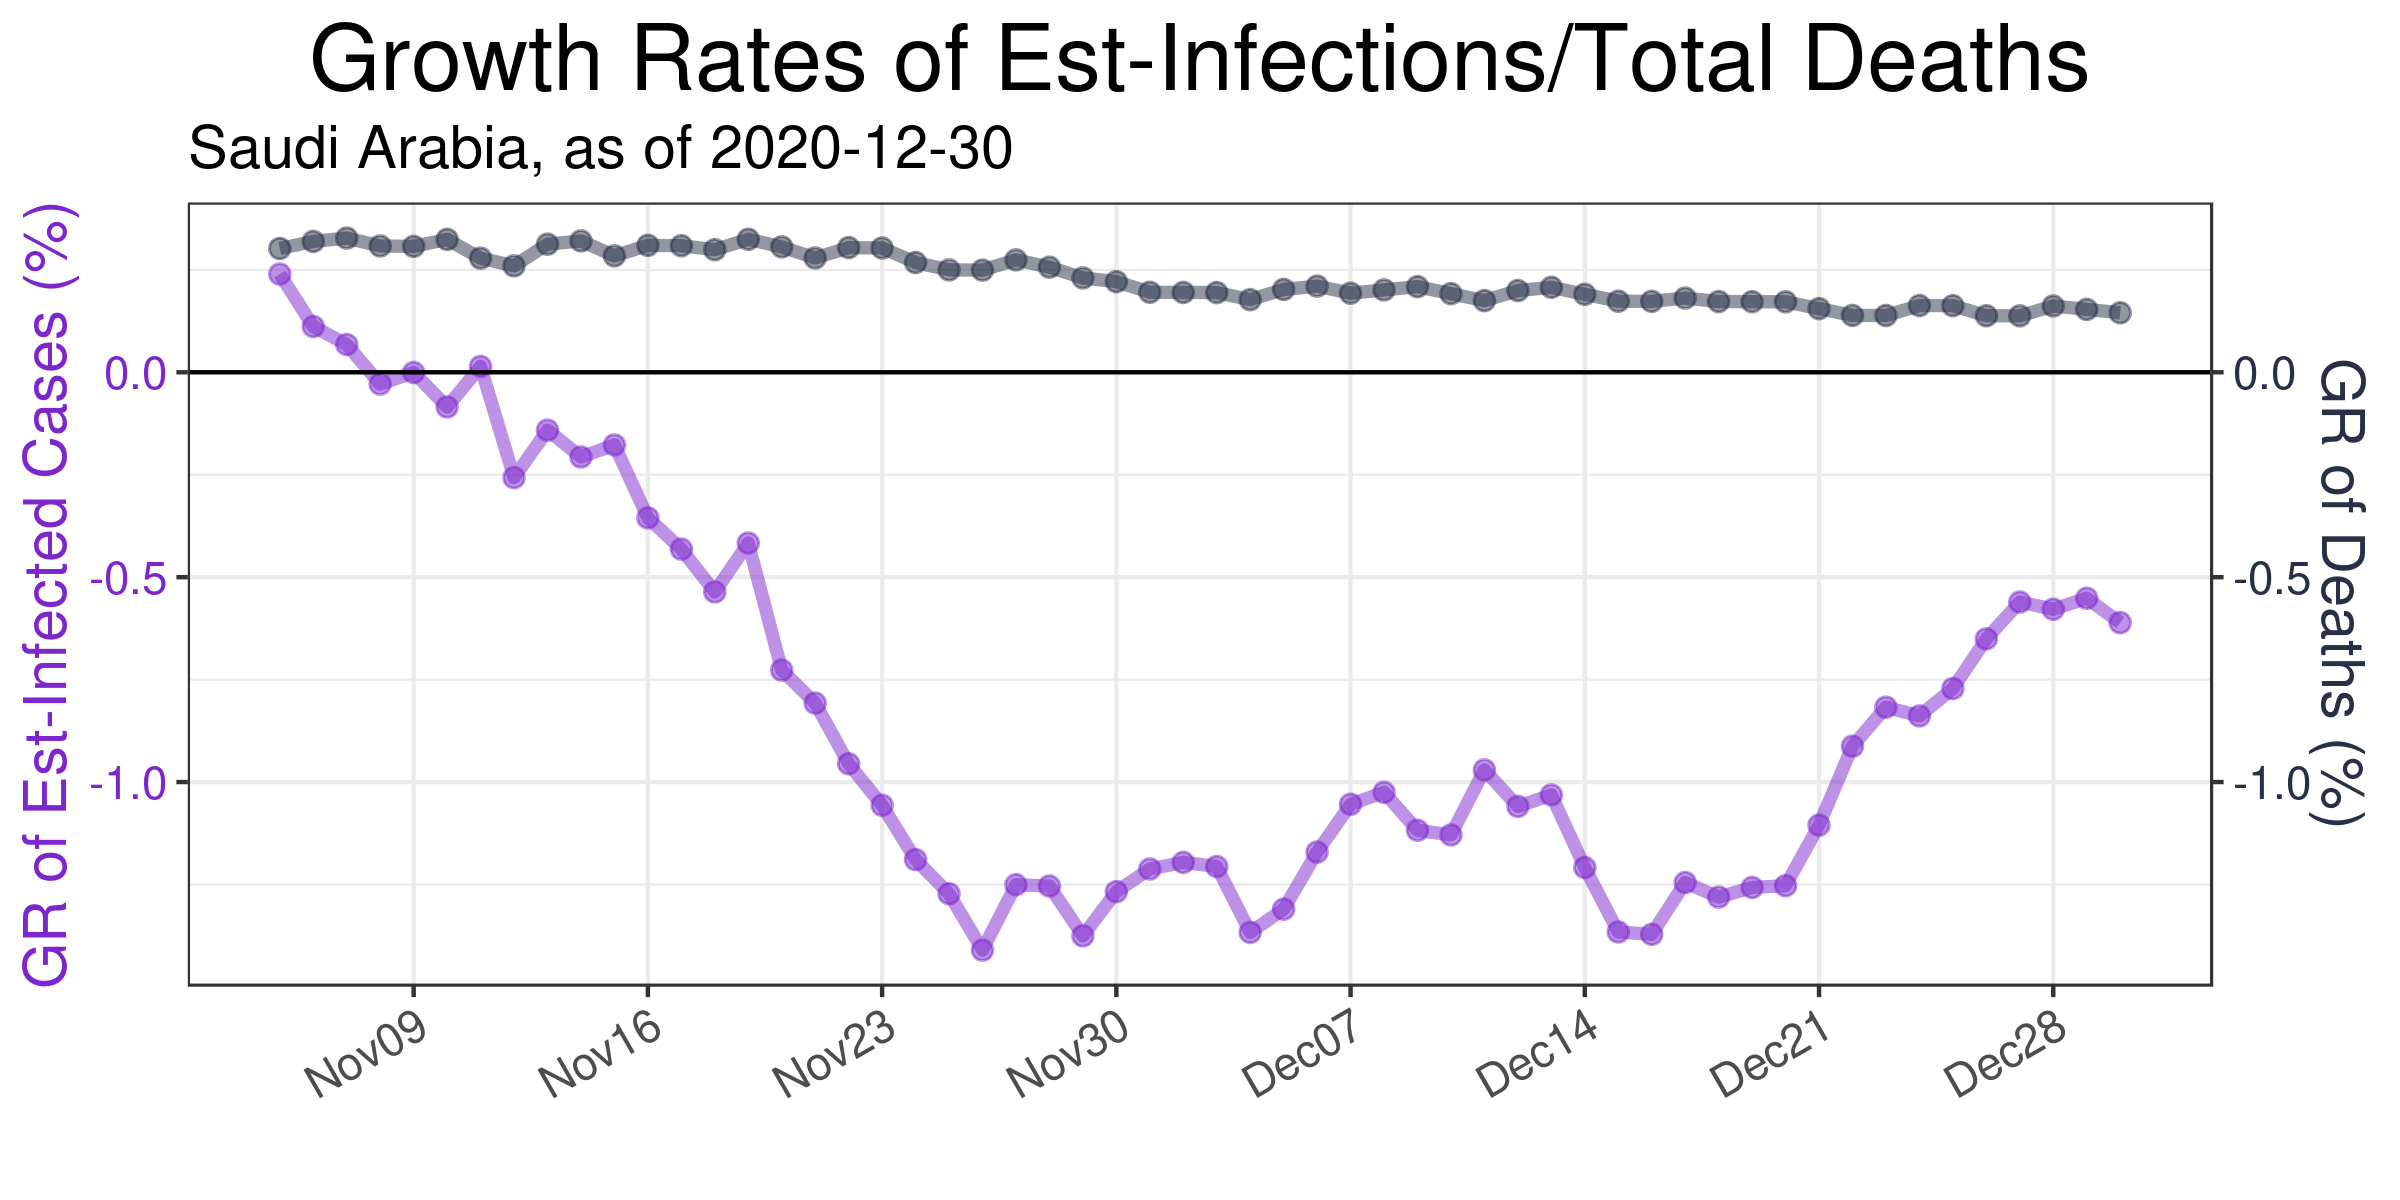 Growth Rates of Est-Infections/Total Deaths
Saudi Arabia, as of 2020-12-30
GR of Est-Infected Cases (%)
0.0
-0.5
-1.0
0.0
-0.5
-1.0
GR of Deaths (%)
Nov09
Nov16
Nov23
Nov30
Dec07
Dec14
Dec21
Dec28